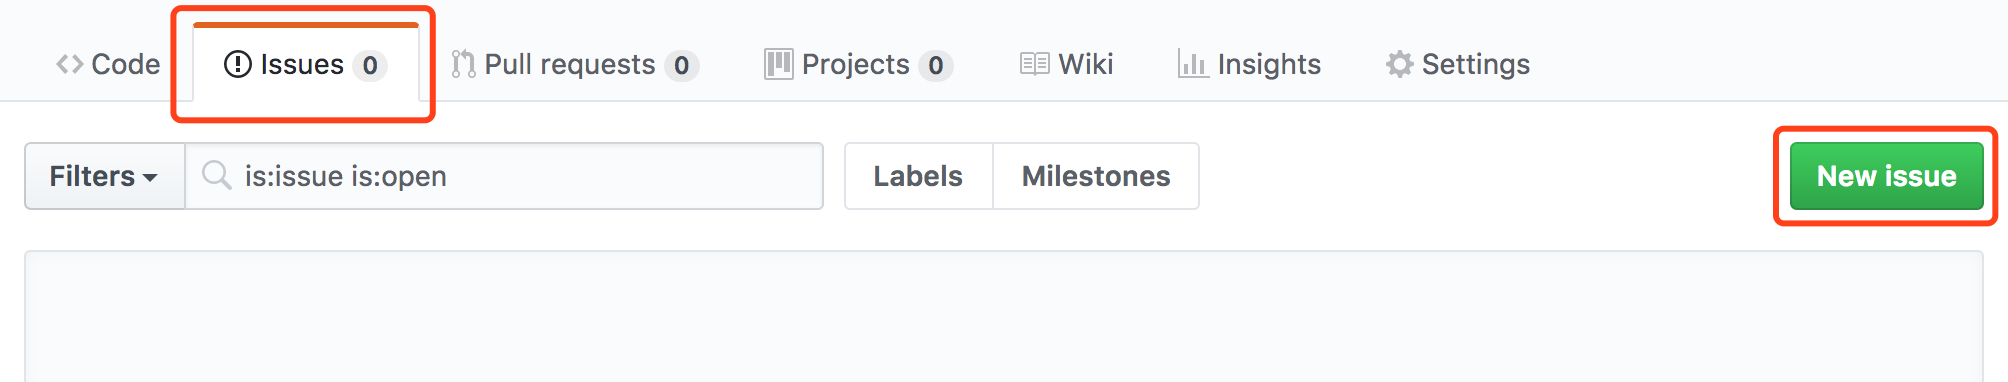 Code Issues 0 Pull requests 0 Projects 0 Wiki Insights Settings
Filters is:issue is:open Labels Milestones New issue